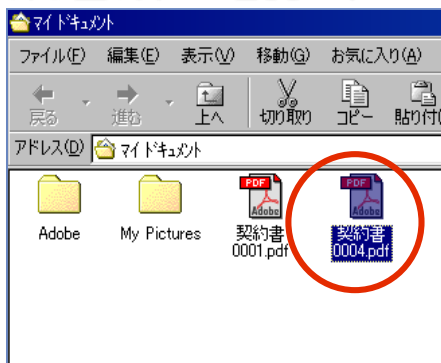 マイ ドキュメント
ファイル(F) 編集(E) 表示(V) 移動(G) お気に入り(A)
戻る 進む 上へ 切り取り コピー 貼り付け
アドレス(D) マイ ドキュメント
PDF PDF
Adobe Adobe
Adobe My Pictures 契約書 契約書
0001.pdf 0004.pdf